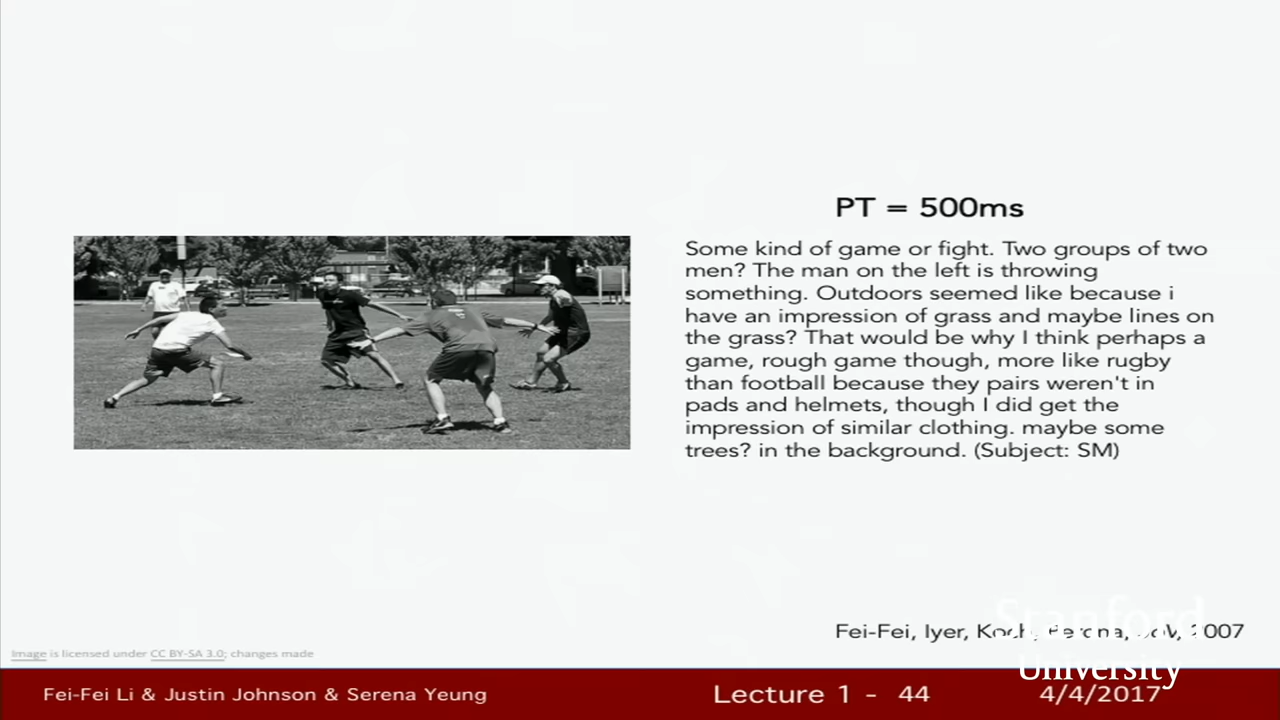 PT = 500ms
Some kind of game or fight. Two groups of two
men? The man on the left is throwing
something. Outdoors seemed like because i
have an impression of grass and maybe lines on
the grass? That would be why I think perhaps a
game, rough game though, more like rugby
than football because they pairs weren't in
pads and helmets, though I did get the
impression of similar clothing. maybe some
trees? in the background. (Subject: SM)
Fei-Fei, Iyer, Koch, Perona, JoV, 2007
Stanford
University
Image is licensed under CC BY-SA 3.0; changes made
Fei-Fei Li & Justin Johnson & Serena Yeung
Lecture 1 - 44
4/4/2017